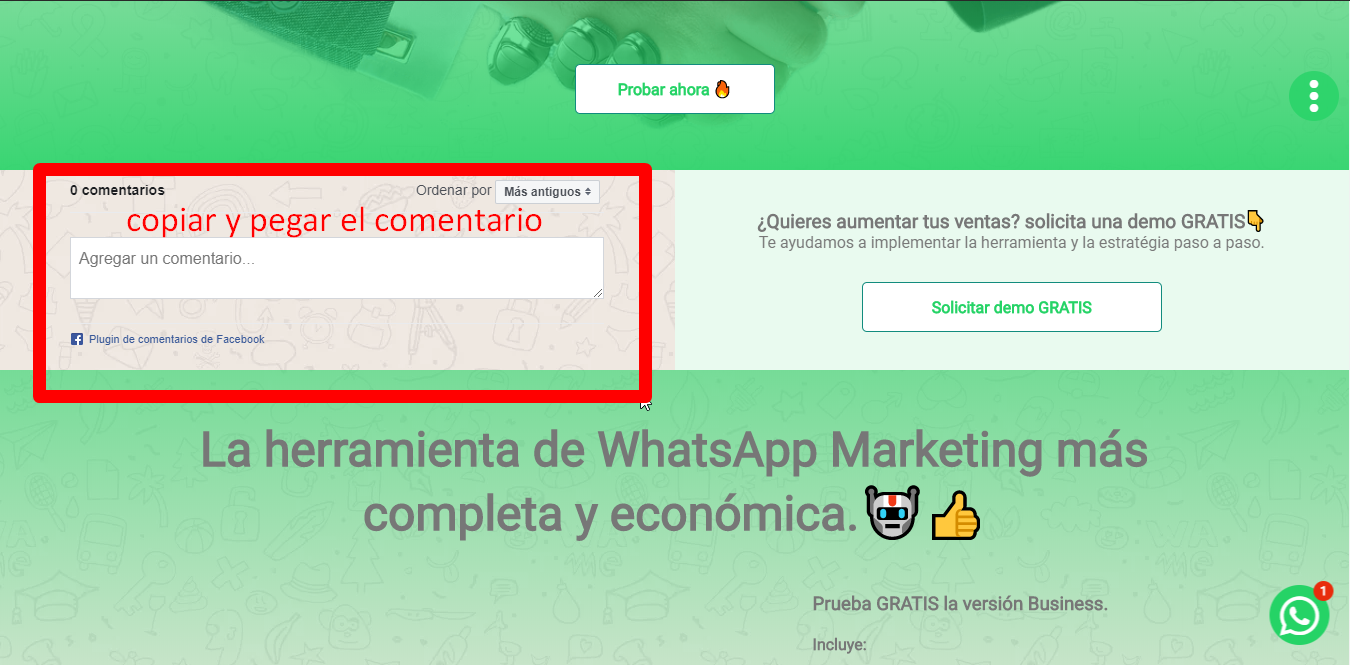 Probar ahora 🔥
0 comentarios
Ordenar por Más antiguos
copiar y pegar el comentario
Agregar un comentario...
Plugin de comentarios de Facebook
¿Quieres aumentar tus ventas? solicita una demo GRATIS👇
Te ayudamos a implementar la herramienta y la estratégia paso a paso.
Solicitar demo GRATIS
La herramienta de WhatsApp Marketing más
completa y económica.🤖👍
Prueba GRATIS la versión Business.
Incluye:
1